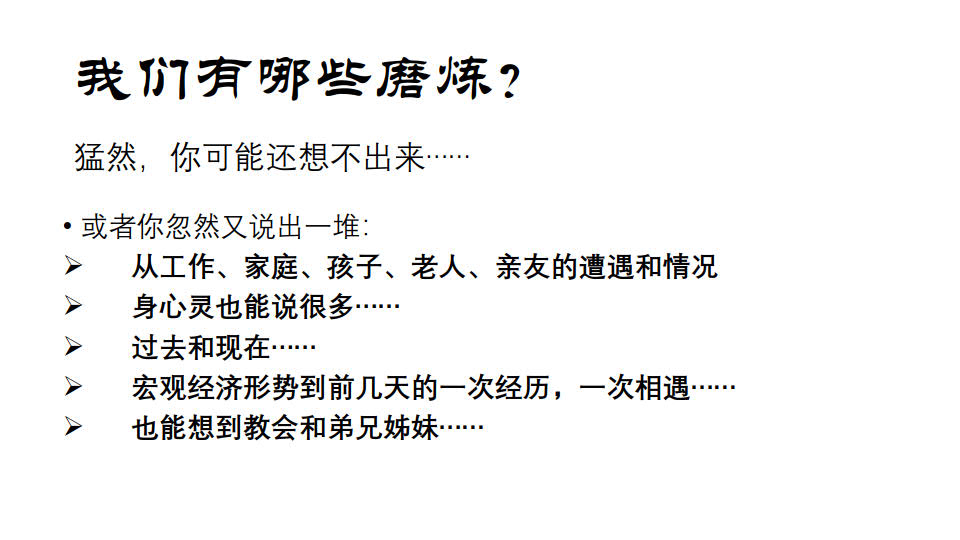 我们有哪些磨炼？
猛然，你可能还想不出来……
• 或者你忽然又说出一堆：
➢ 从工作、家庭、孩子、老人、亲友的遭遇和情况
➢ 身心灵也能说很多……
➢ 过去和现在……
➢ 宏观经济形势到前几天的一次经历，一次相遇……
➢ 也能想到教会和弟兄姊妹……